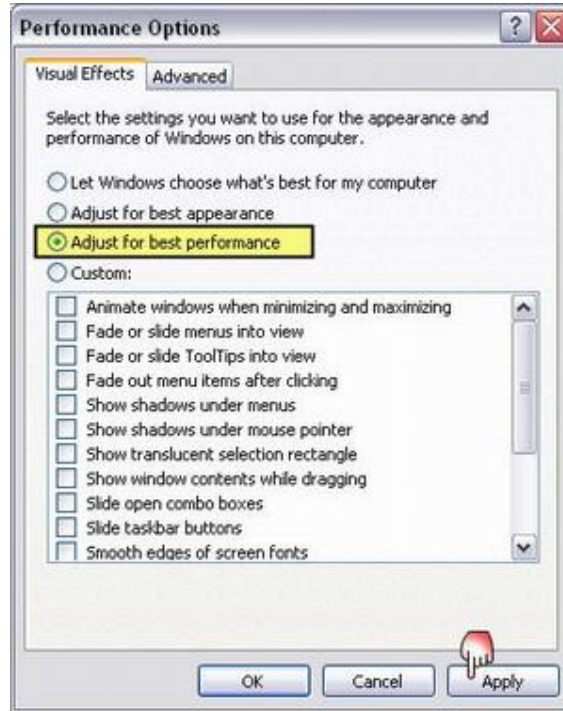 Performance Options
Visual Effects
Advanced
Select the settings you want to use for the appearance and
performance of Windows on this computer.
Let Windows choose what's best for my computer
Adjust for best appearance
Adjust for best performance
Custom:
Animate windows when minimizing and maximizing
Fade or slide menus into view
Fade or slide ToolTips into view
Fade out menu items after clicking
Show shadows under menus
Show shadows under mouse pointer
Show translucent selection rectangle
Show window contents while dragging
Slide open combo boxes
Slide taskbar buttons
Smooth edges of screen fonts
OK
Cancel
Apply